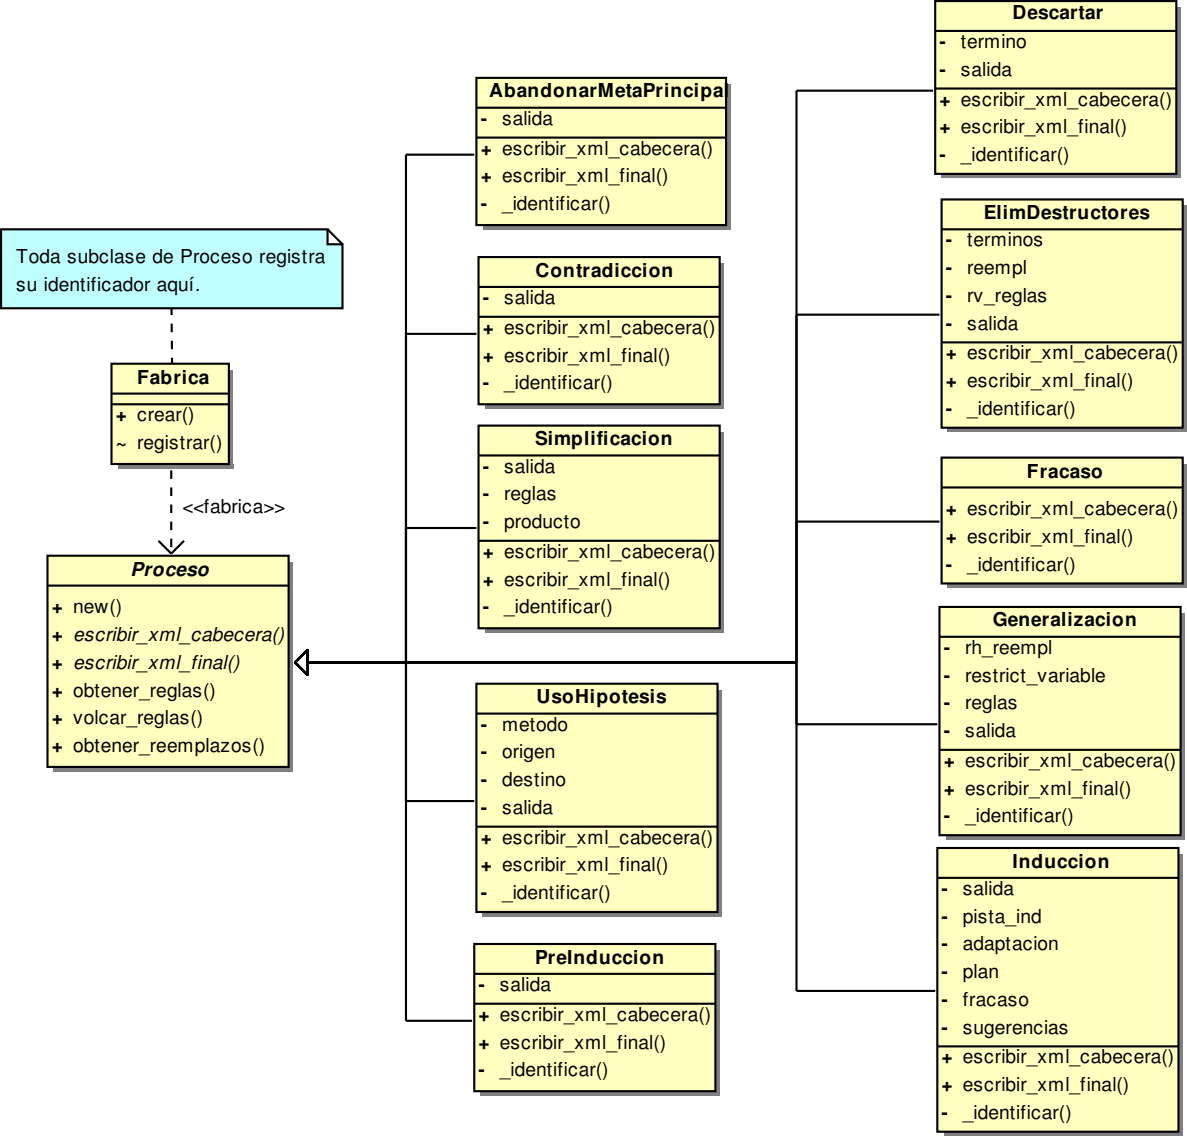 Toda subclase de Proceso registra
su identificador aquí.
Fabrica
+ crear()
~ registrar()
<<fabrica>>
Proceso
+ new()
+ escribir_xml_cabecera()
+ escribir_xml_final()
+ obtener_reglas()
+ volcar_reglas()
+ obtener_reemplazos()
AbandonarMetaPrincipa
- salida
+ escribir_xml_cabecera()
+ escribir_xml_final()
- _identificar()
Contradiccion
- salida
+ escribir_xml_cabecera()
+ escribir_xml_final()
- _identificar()
Simplificacion
- salida
- reglas
- producto
+ escribir_xml_cabecera()
+ escribir_xml_final()
- _identificar()
UsoHipotesis
- metodo
- origen
- destino
- salida
+ escribir_xml_cabecera()
+ escribir_xml_final()
- _identificar()
PreInduccion
- salida
+ escribir_xml_cabecera()
+ escribir_xml_final()
- _identificar()
Descartar
- termino
- salida
+ escribir_xml_cabecera()
+ escribir_xml_final()
- _identificar()
ElimDestructores
- terminos
- reempl
- rv_reglas
- salida
+ escribir_xml_cabecera()
+ escribir_xml_final()
- _identificar()
Fracaso
+ escribir_xml_cabecera()
+ escribir_xml_final()
- _identificar()
Generalizacion
- rh_reempl
- restrict_variable
- reglas
- salida
+ escribir_xml_cabecera()
+ escribir_xml_final()
- _identificar()
Induccion
- salida
- pista_ind
- adaptacion
- plan
- fracaso
- sugerencias
+ escribir_xml_cabecera()
+ escribir_xml_final()
- _identificar()